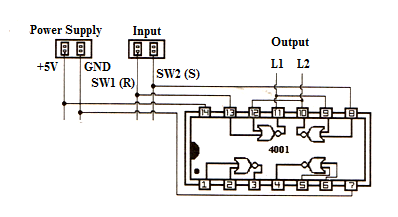 Power Supply
Input
Output
+5V
GND
SW1 (R)
SW2 (S)
L1
L2
14 13 12 11 10 9 8
4001
1 2 3 4 5 6 7